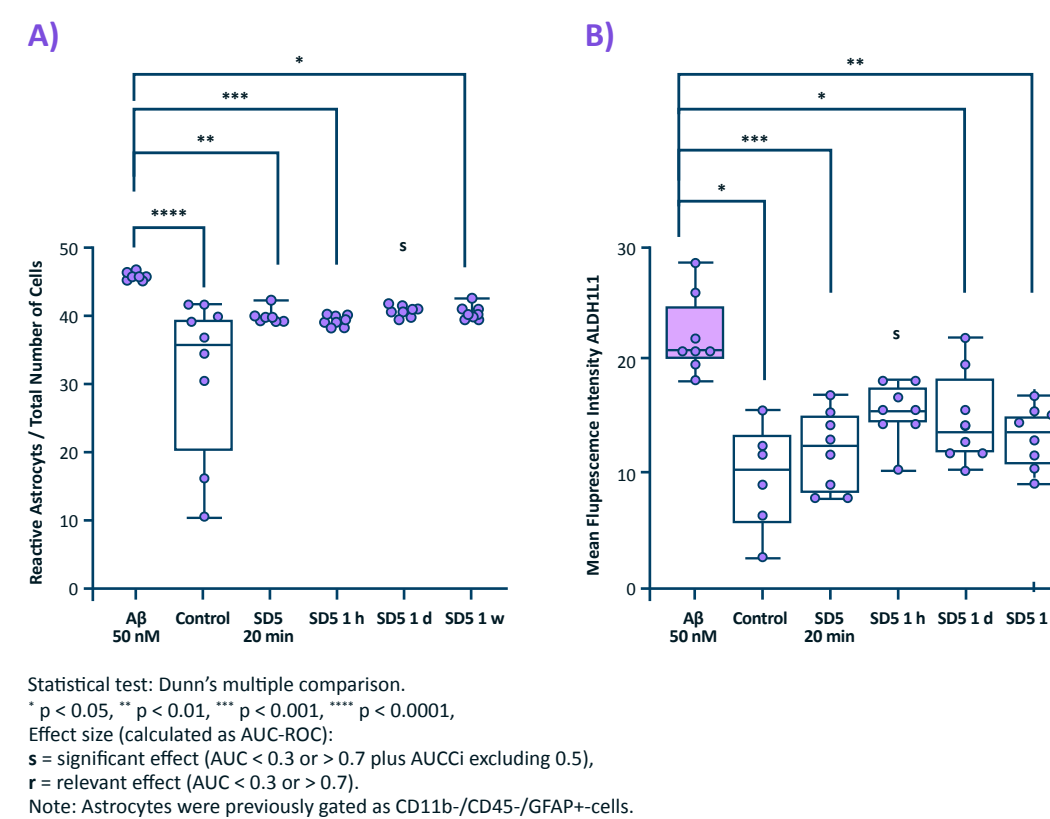 A)
B)
*
***
**
****
s
50
40
30
20
10
0
Reactive Astrocyts / Total Number of Cells
Aβ
50 nM
Control
SD5
20 min
SD5 1 h
SD5 1 d
SD5 1 w
**
*
***
*
s
30
20
10
0
Mean Fluprescence Intensity ALDH1L1
Aβ
50 nM
Control
SD5
20 min
SD5 1 h
SD5 1 d
SD5 1
Statistical test: Dunn's multiple comparison.
* p < 0.05, ** p < 0.01, *** p < 0.001, **** p < 0.0001,
Effect size (calculated as AUC-ROC):
s = significant effect (AUC < 0.3 or > 0.7 plus AUCCi excluding 0.5),
r = relevant effect (AUC < 0.3 or > 0.7).
Note: Astrocytes were previously gated as CD11b-/CD45-/GFAP+-cells.